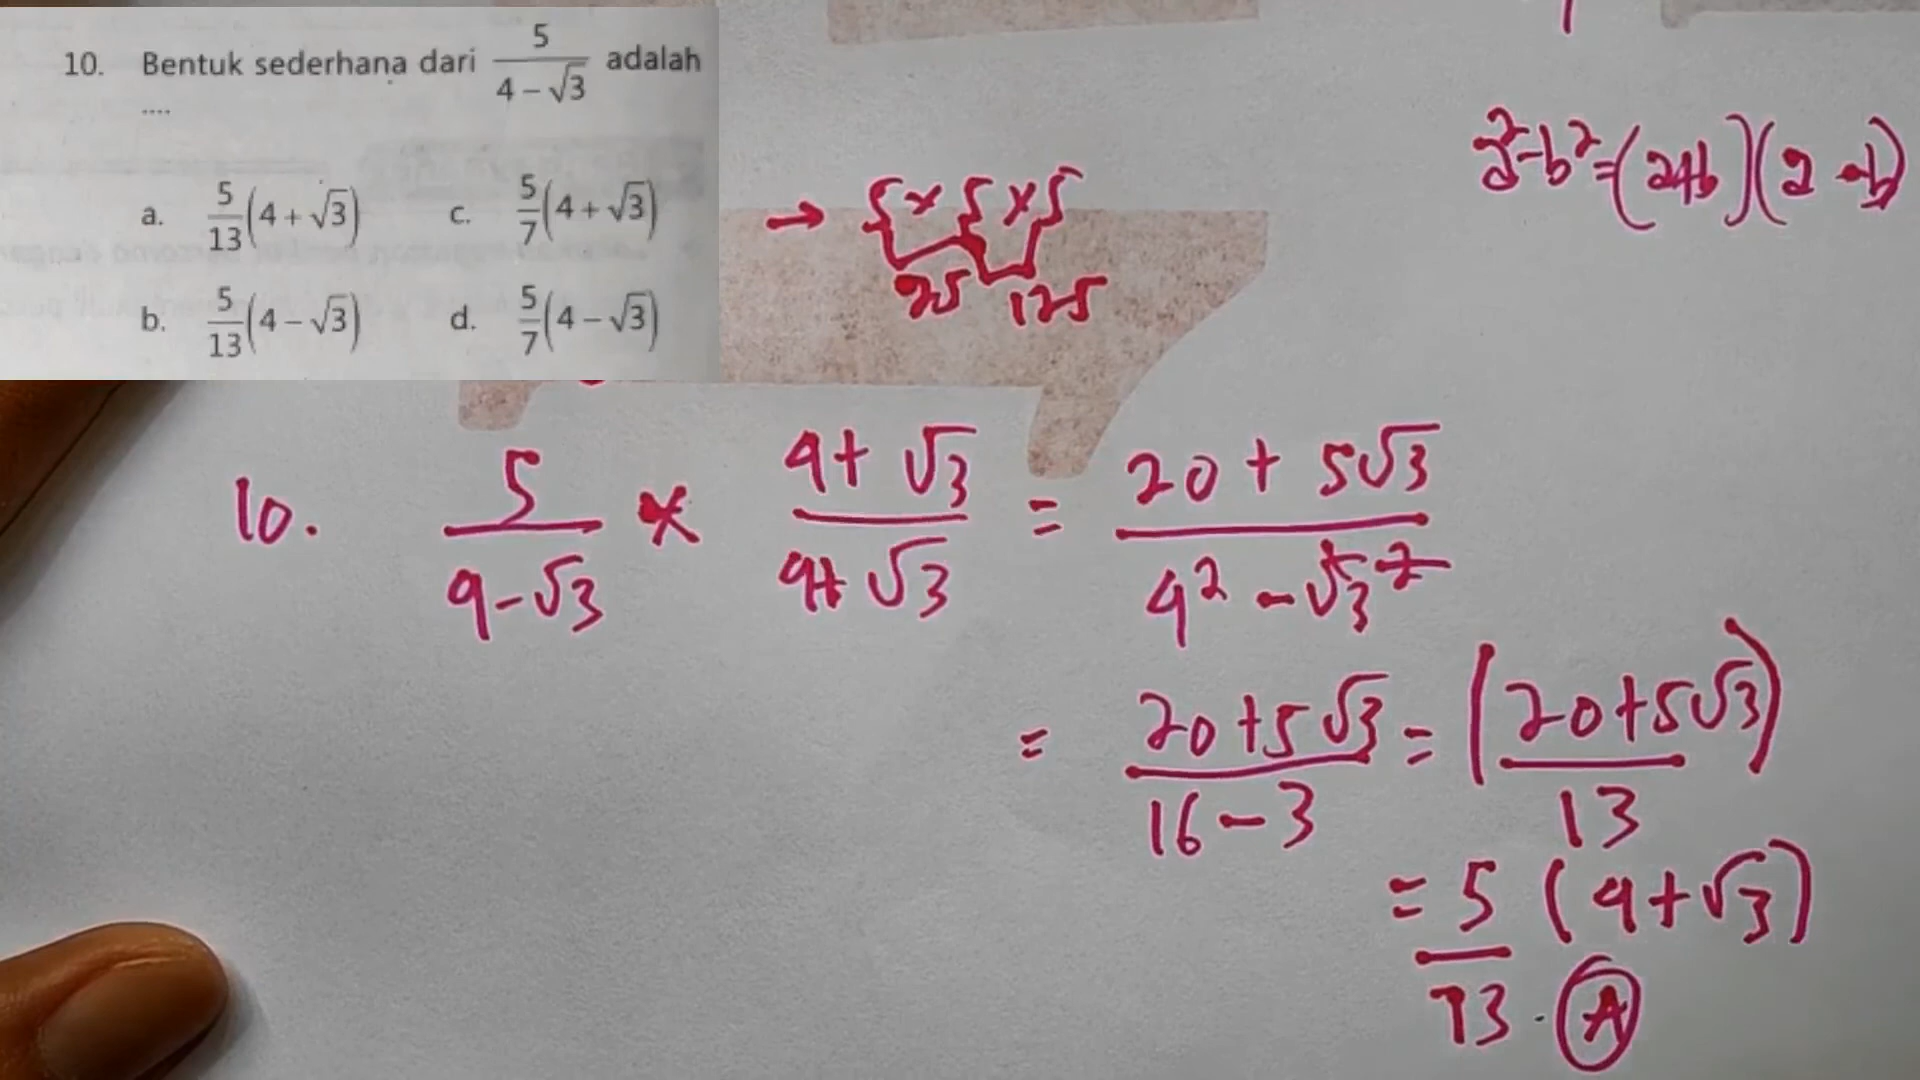 10. Bentuk sederhana dari 5/(4 – √3) adalah
....
a. 5/13 (4 + √3) c. 5/7 (4 + √3)
b. 5/13 (4 – √3) d. 5/7 (4 – √3)
a² – b² = (a+b)(a – b)
→ 5 × 5 × 5
25 125
10. 5/(4 – √3) × (4 + √3)/(4 + √3) = (20 + 5√3)/(4² – √3²)
= (20 + 5√3)/(16 – 3) = (20 + 5√3)/13
= 5/13 (4 + √3)
. A